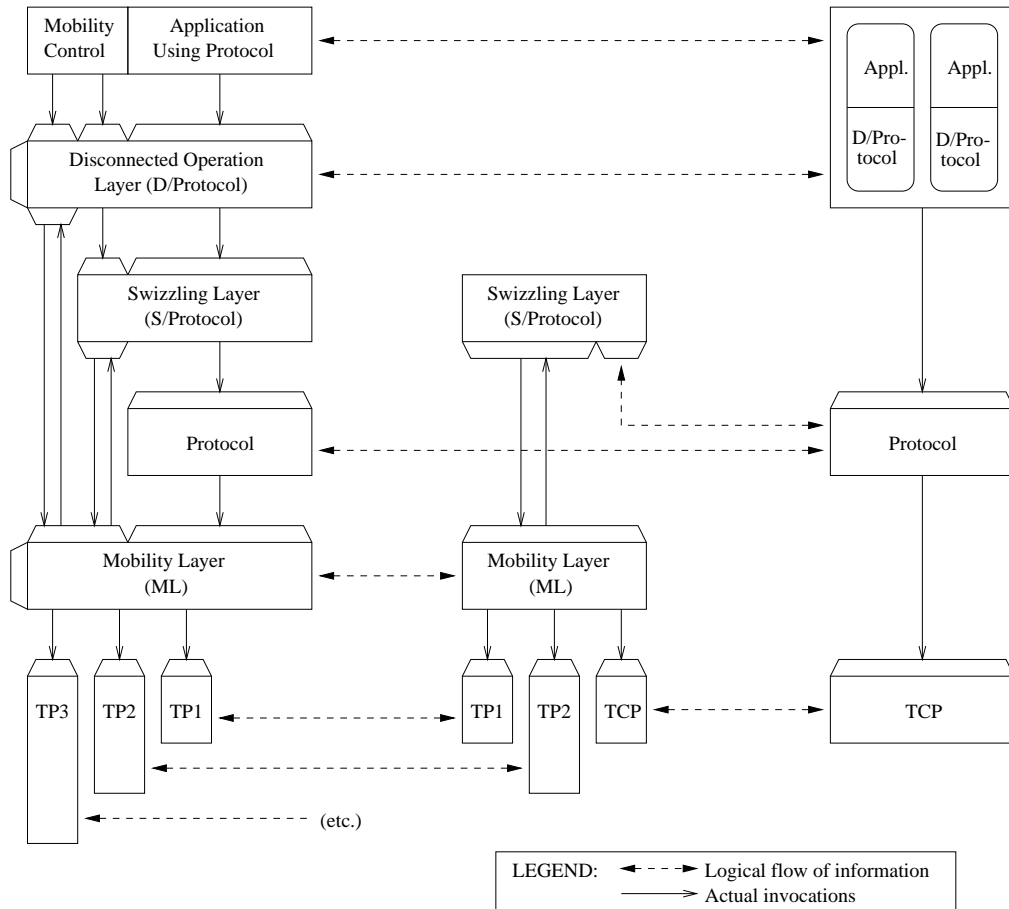 Mobility
Control
Application
Using Protocol
Appl.
Appl.
D/Pro-
tocol
D/Pro-
tocol
Disconnected Operation
Layer (D/Protocol)
Swizzling Layer
(S/Protocol)
Swizzling Layer
(S/Protocol)
Protocol
Protocol
Mobility Layer
(ML)
Mobility Layer
(ML)
TP3
TP2
TP1
TP1
TP2
TCP
TCP
(etc.)
LEGEND:
Logical flow of information
Actual invocations